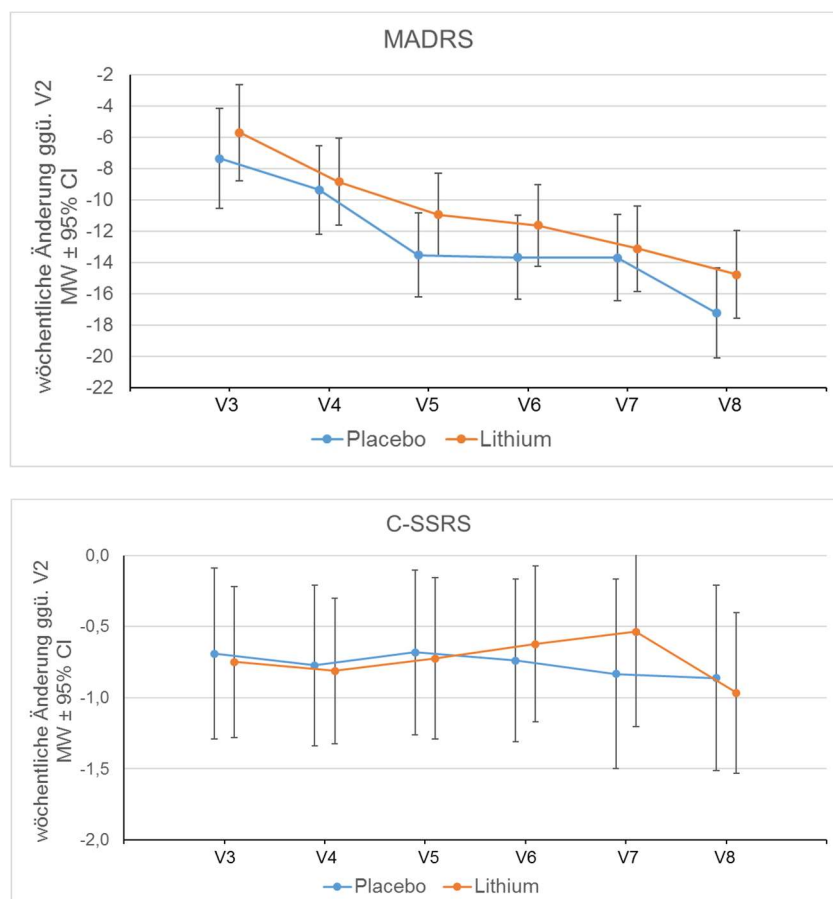 MADRS
wöchentliche Änderung ggü. V2
MW ± 95% CI
-2
-4
-6
-8
-10
-12
-14
-16
-18
-20
-22
V3 V4 V5 V6 V7 V8
Placebo Lithium
C-SSRS
wöchentliche Änderung ggü. V2
MW ± 95% CI
0,0
-0,5
-1,0
-1,5
-2,0
V3 V4 V5 V6 V7 V8
Placebo Lithium